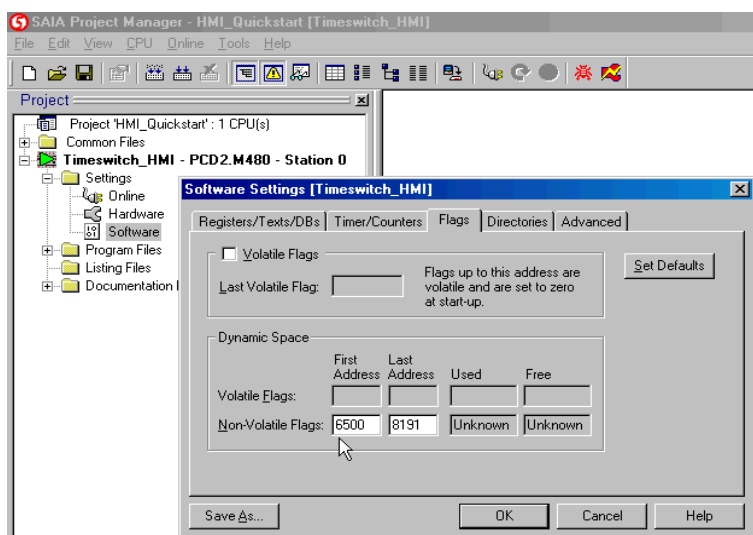 SAIA Project Manager - HMI_Quickstart [Timeswitch_HMI]
File Edit View CPU Online Tools Help
Project
Project 'HMI_Quickstart' : 1 CPU(s)
Common Files
Timeswitch_HMI - PCD2.M480 - Station 0
Settings
Online
Hardware
Software
Program Files
Listing Files
Documentation
Software Settings [Timeswitch_HMI]
Registers/Texts/DBs Timer/Counters Flags Directories Advanced
Volatile Flags
Last Volatile Flag:
Flags up to this address are
volatile and are set to zero
at start-up.
Set Defaults
Dynamic Space
First Address Last Address Used Free
Volatile Flags:
Non-Volatile Flags: 6500 8191 Unknown Unknown
Save As... OK Cancel Help